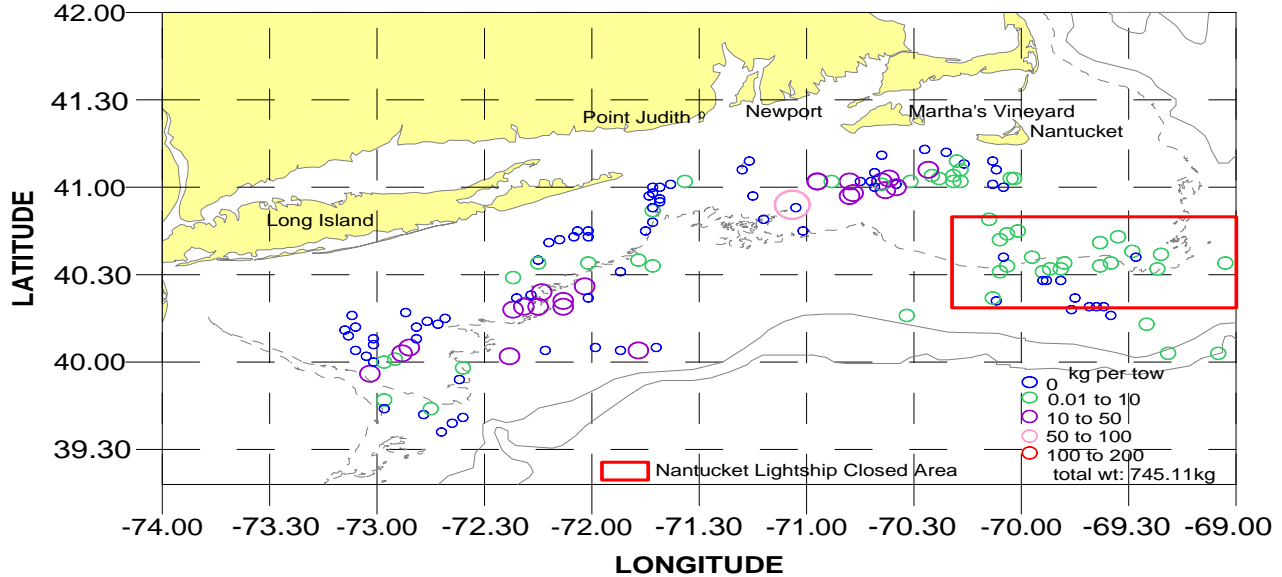 42.00
41.30
Point Judith
Newport
Martha's Vineyard
Nantucket
41.00
LATITUDE
Long Island
40.30
40.00
kg per tow
0
0.01 to 10
10 to 50
50 to 100
100 to 200
total wt: 745.11kg
39.30
Nantucket Lightship Closed Area
-74.00 -73.30 -73.00 -72.30 -72.00 -71.30 -71.00 -70.30 -70.00 -69.30 -69.00
LONGITUDE